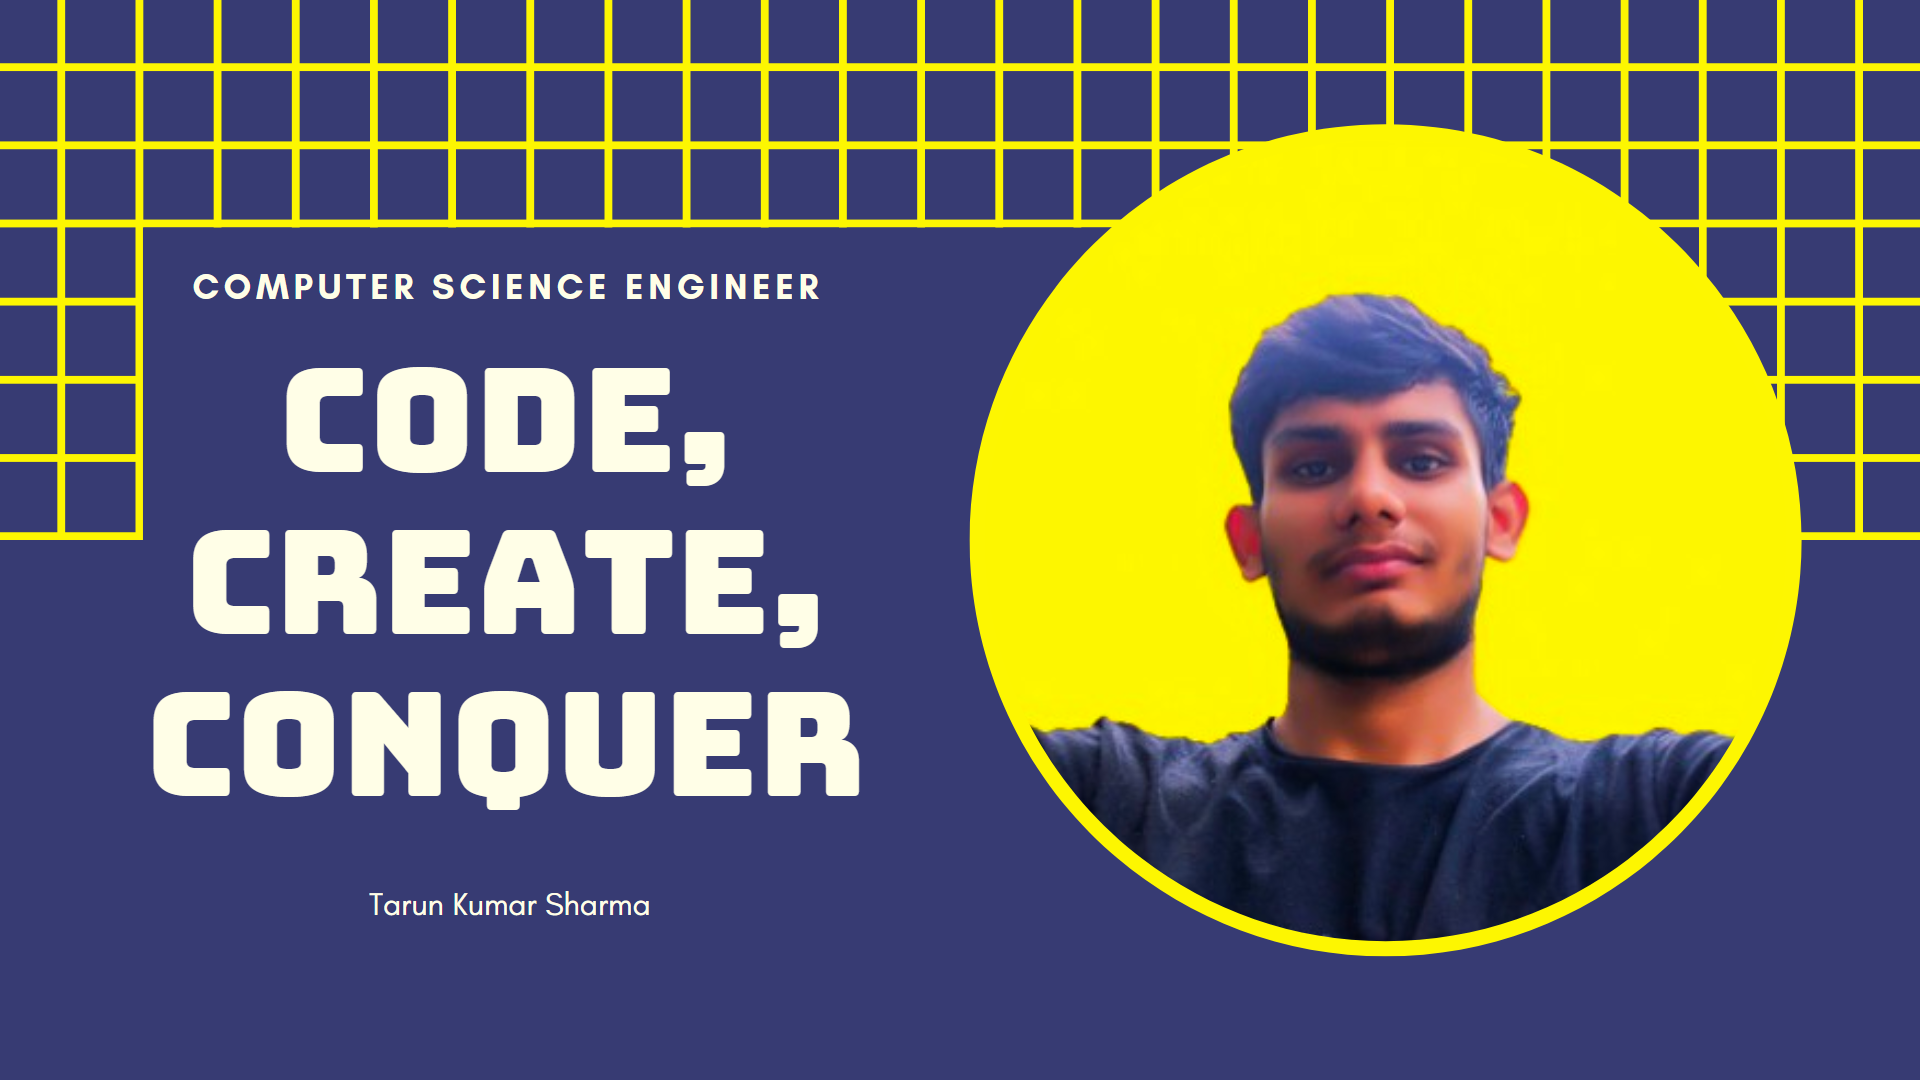 COMPUTER SCIENCE ENGINEER
CODE,
CREATE,
CONQUER
Tarun Kumar Sharma